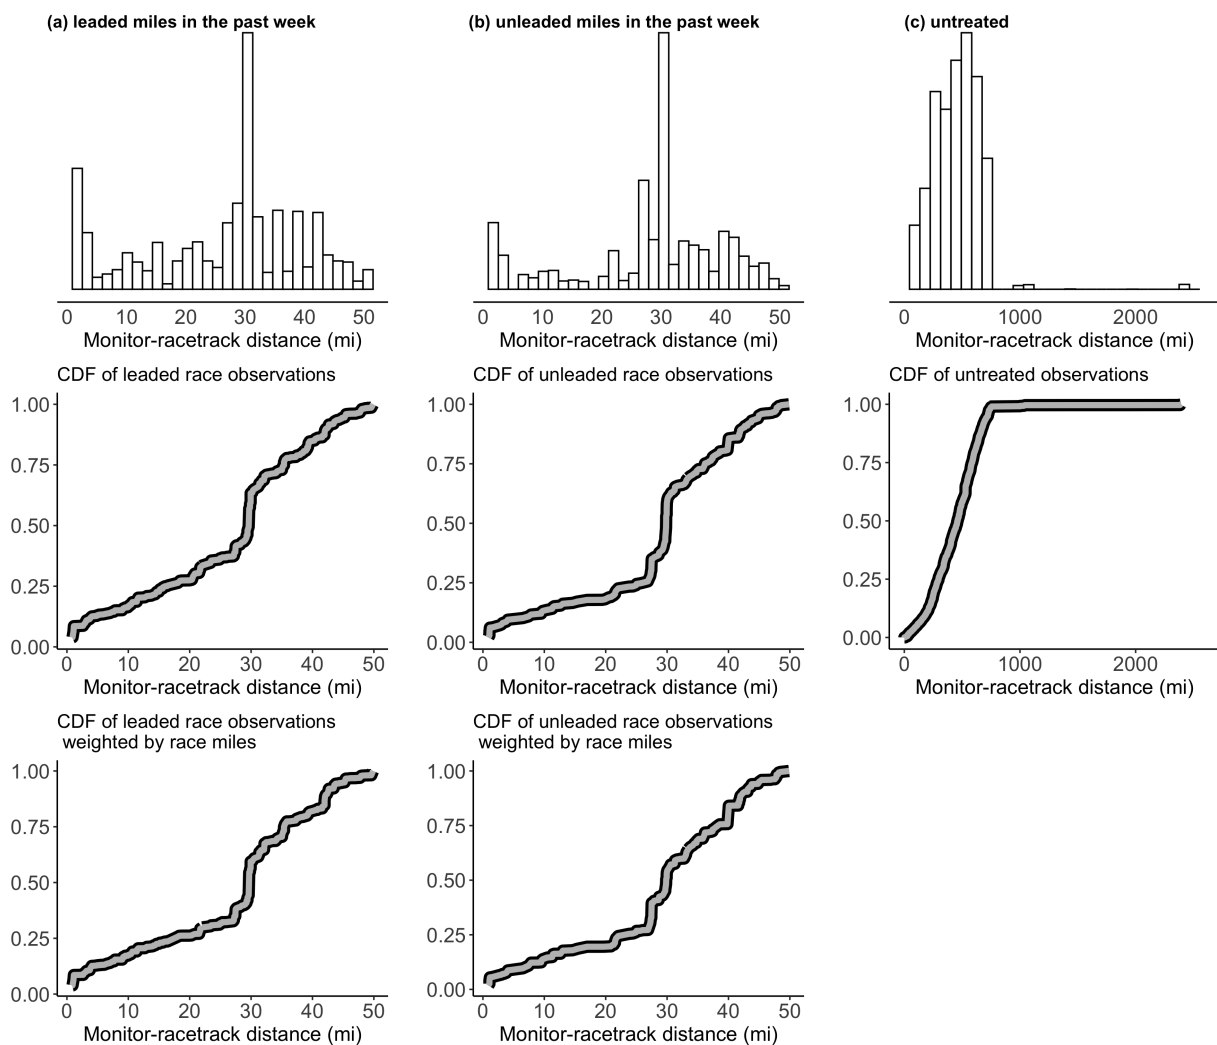 (a) leaded miles in the past week
(b) unleaded miles in the past week
(c) untreated
0 10 20 30 40 50
Monitor-racetrack distance (mi)
0 10 20 30 40 50
Monitor-racetrack distance (mi)
0 1000 2000
Monitor-racetrack distance (mi)
CDF of leaded race observations
1.00
0.75
0.50
0.25
0.00
0 10 20 30 40 50
Monitor-racetrack distance (mi)
CDF of unleaded race observations
1.00
0.75
0.50
0.25
0.00
0 10 20 30 40 50
Monitor-racetrack distance (mi)
CDF of untreated observations
1.00
0.75
0.50
0.25
0.00
0 1000 2000
Monitor-racetrack distance (mi)
CDF of leaded race observations
weighted by race miles
1.00
0.75
0.50
0.25
0.00
0 10 20 30 40 50
Monitor-racetrack distance (mi)
CDF of unleaded race observations
weighted by race miles
1.00
0.75
0.50
0.25
0.00
0 10 20 30 40 50
Monitor-racetrack distance (mi)